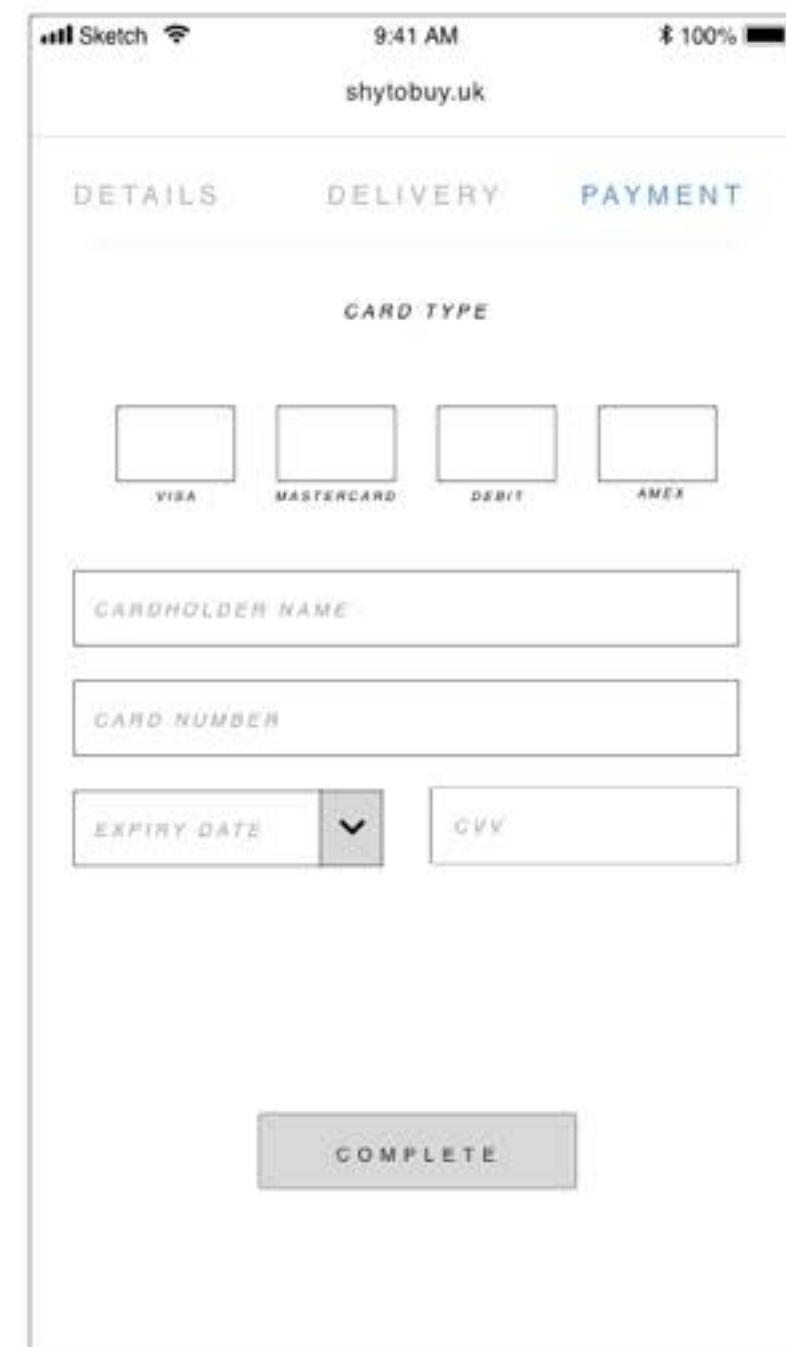 Sketch 9:41 AM 100%
shytobuy.uk
DETAILS DELIVERY PAYMENT
CARD TYPE
VISA MASTERCARD DEBIT AMEX
CARDHOLDER NAME
CARD NUMBER
EXPIRY DATE CVV
COMPLETE